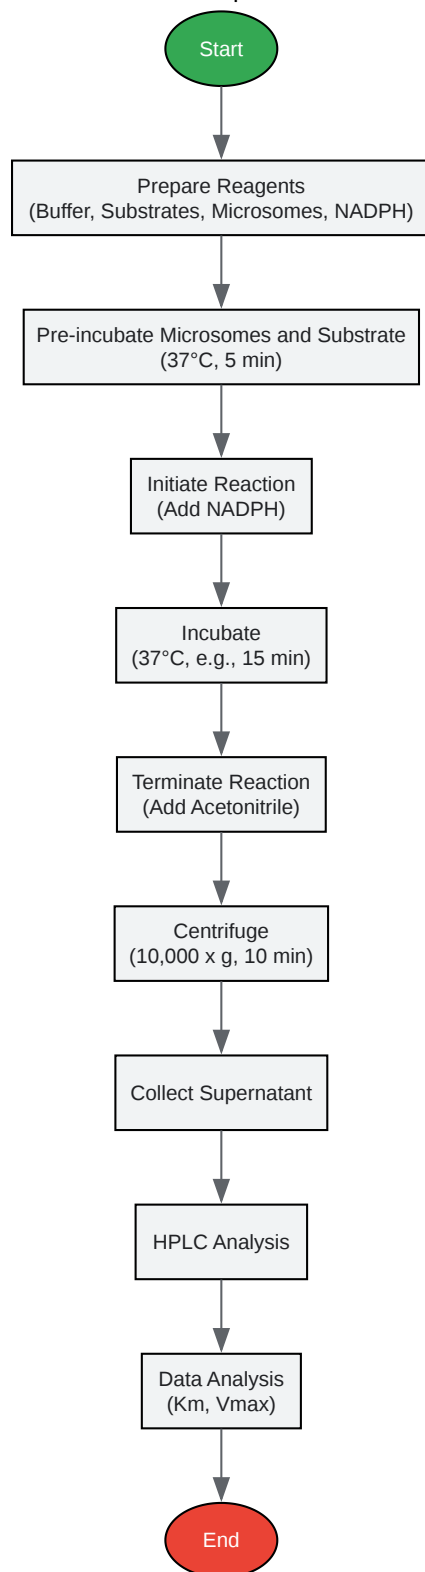 Start
Prepare Reagents
(Buffer, Substrates, Microsomes, NADPH)
Pre-incubate Microsomes and Substrate
(37°C, 5 min)
Initiate Reaction
(Add NADPH)
Incubate
(37°C, e.g., 15 min)
Terminate Reaction
(Add Acetonitrile)
Centrifuge
(10,000 x g, 10 min)
Collect Supernatant
HPLC Analysis
Data Analysis
(Km, Vmax)
End